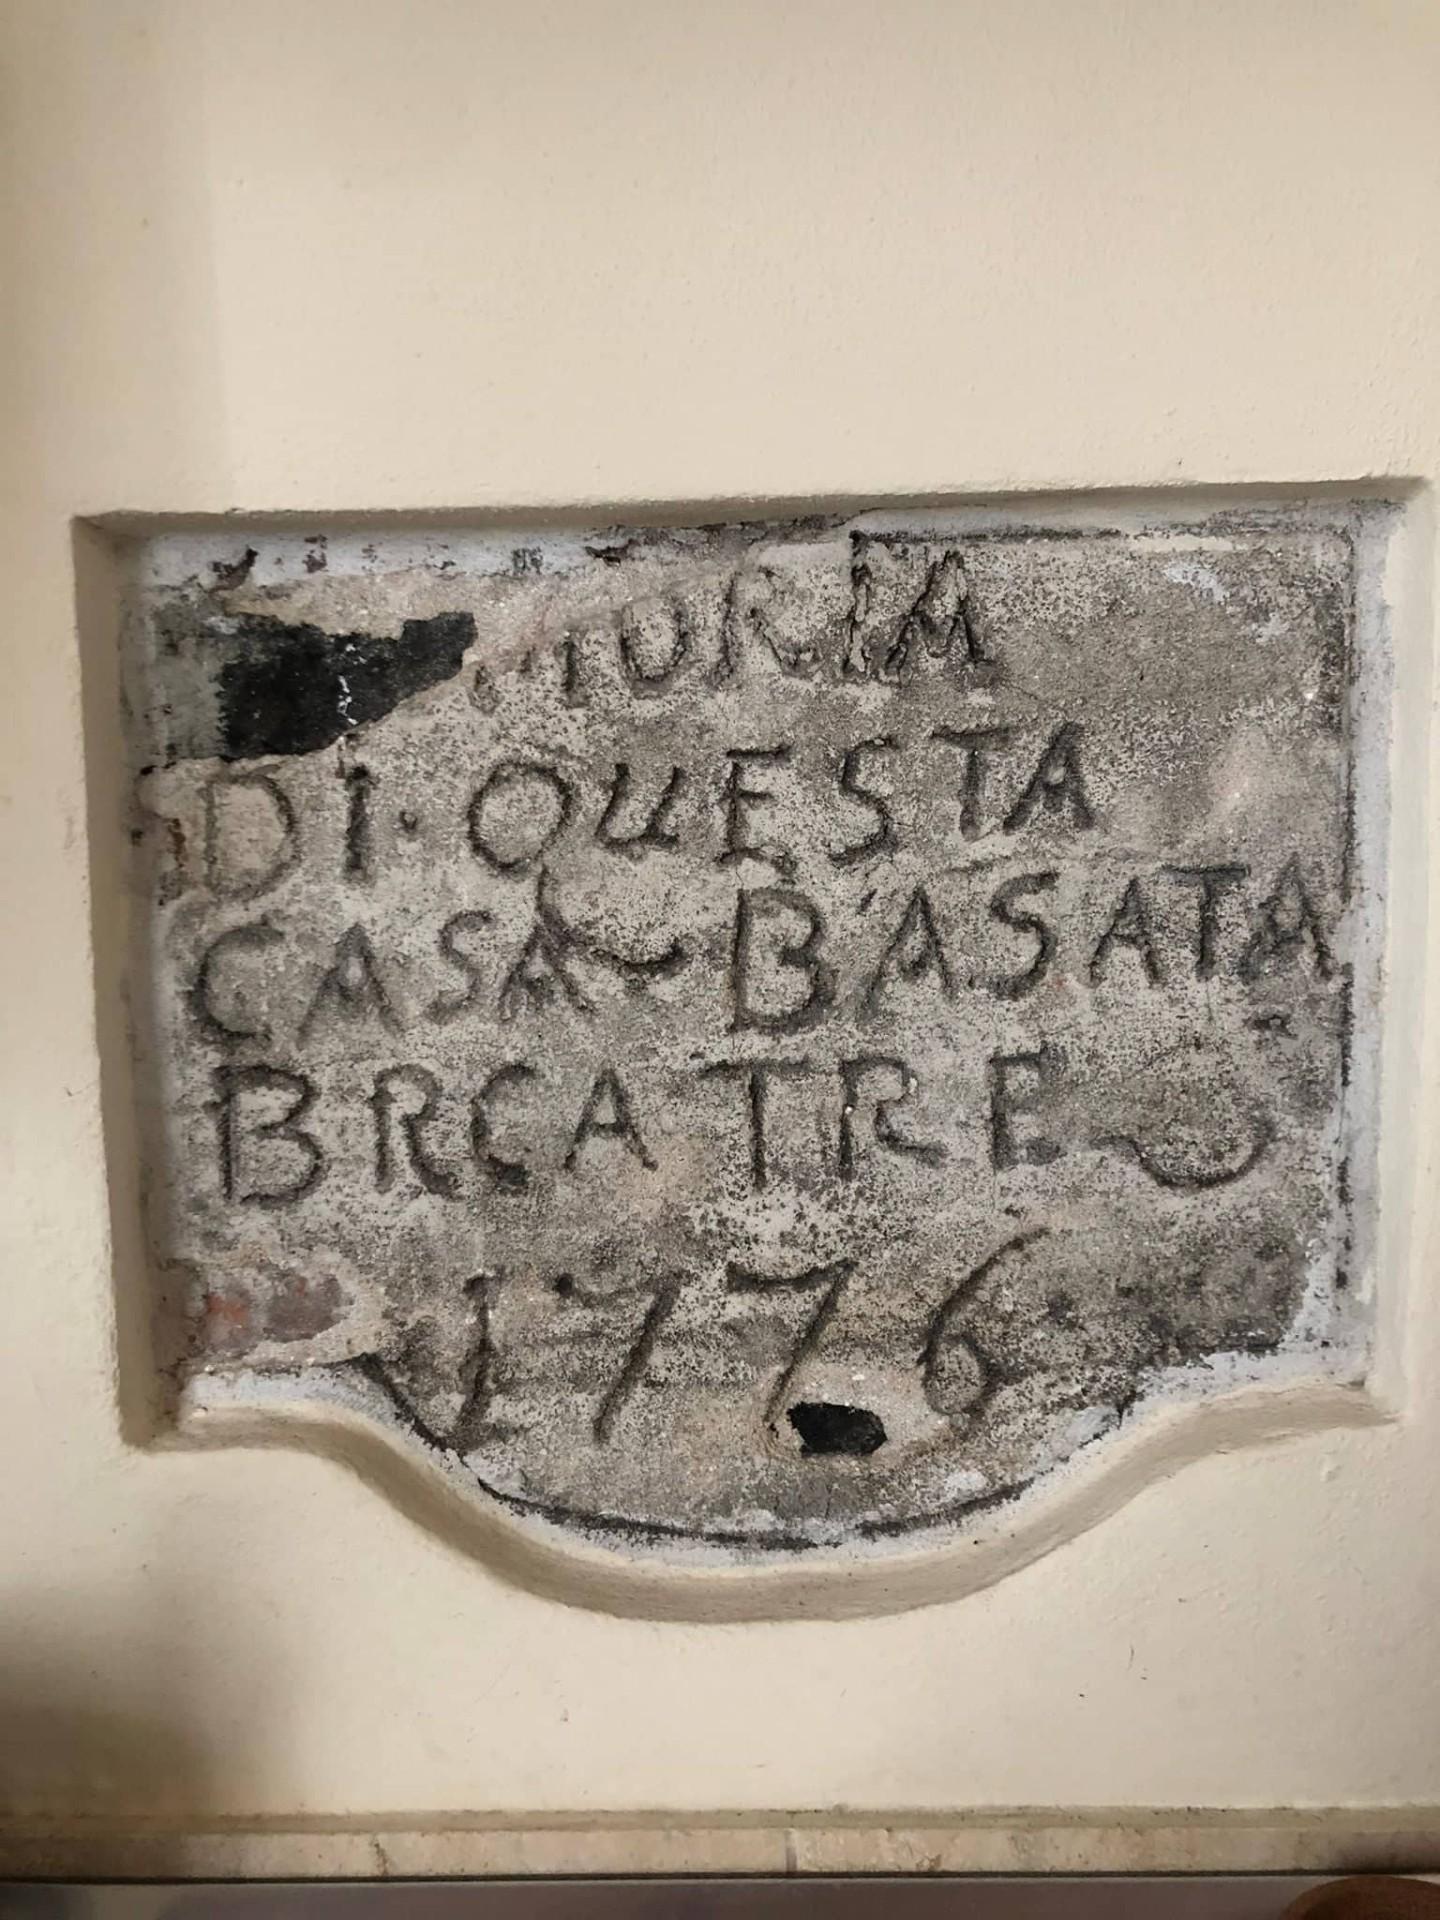 DI · QUESTA
CASA BASATA
BRCATRE
1776